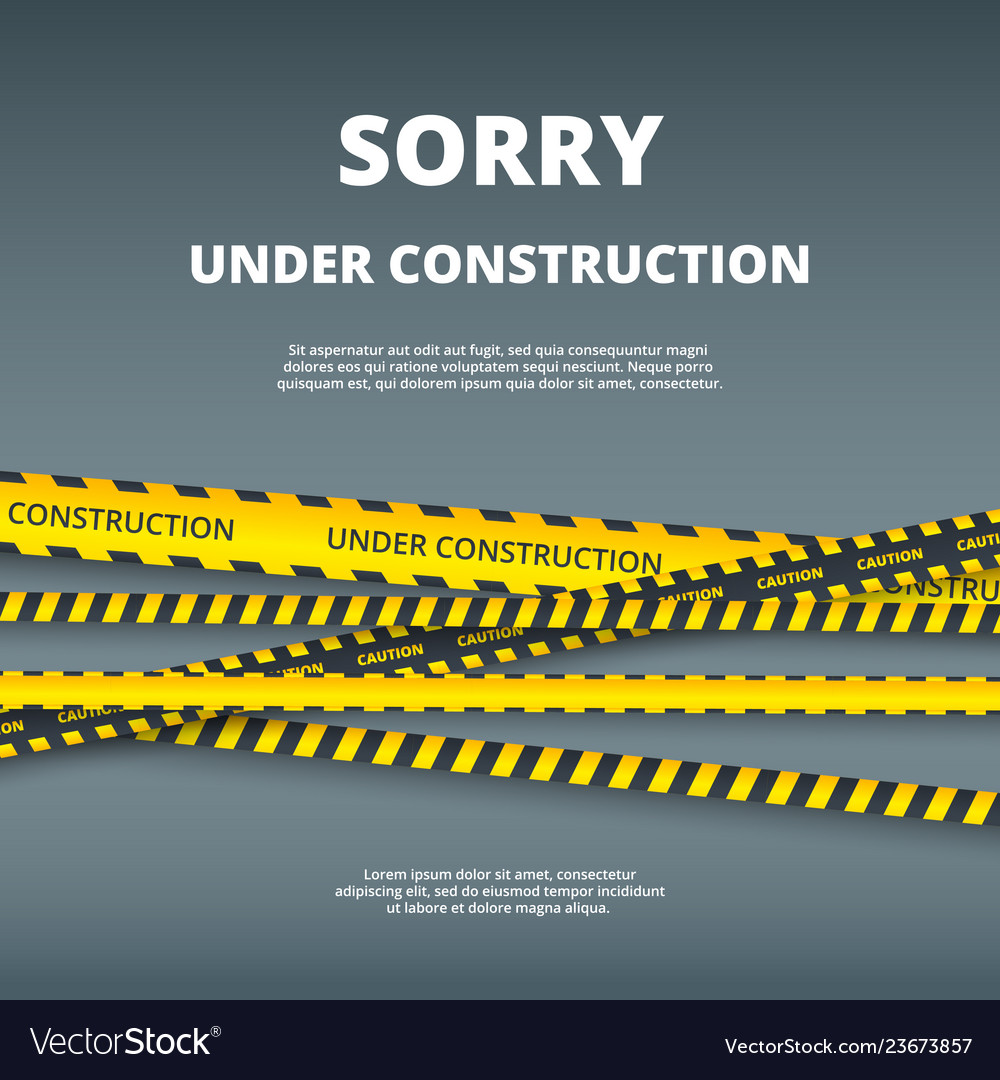 SORRY
UNDER CONSTRUCTION
Sit aspernatur aut odit aut fugit, sed quia consequuntur magni
dolores eos qui ratione voluptatem sequi nesciunt. Neque porro
quisquam est, qui dolorem ipsum quia dolor sit amet, consectetur.
CONSTRUCTION UNDER CONSTRUCTION
CAUTION CAUTION CAUTION
CAUTION CAUTION
Lorem ipsum dolor sit amet, consectetur
adipiscing elit, sed do eiusmod tempor incididunt
ut labore et dolore magna aliqua.
VectorStock®
VectorStock.com/23673857